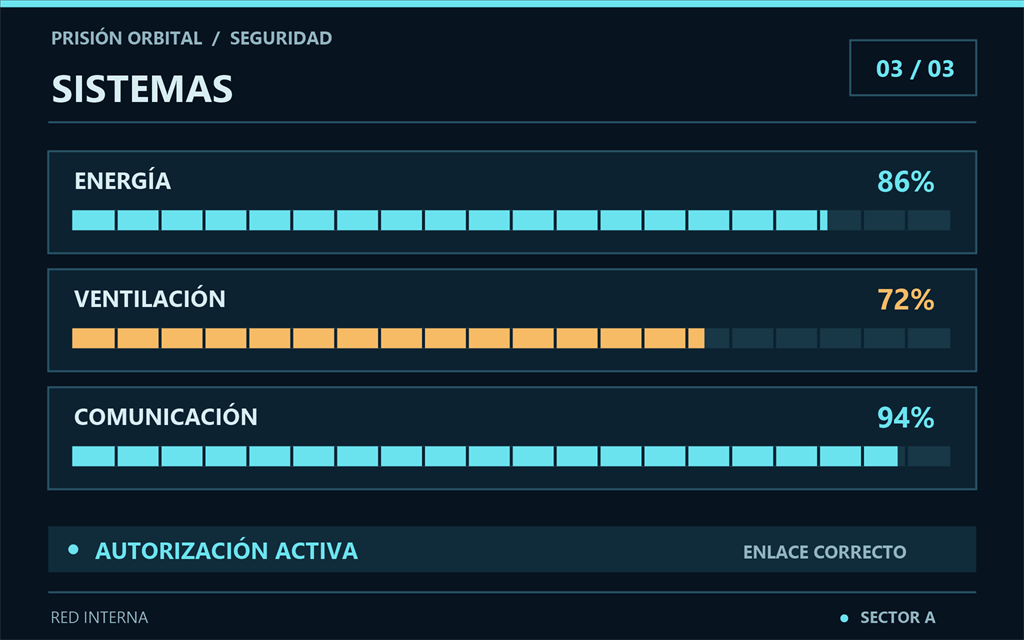 PRISIÓN ORBITAL / SEGURIDAD
SISTEMAS
03 / 03
ENERGÍA
86%
VENTILACIÓN
72%
COMUNICACIÓN
94%
AUTORIZACIÓN ACTIVA
ENLACE CORRECTO
RED INTERNA
SECTOR A